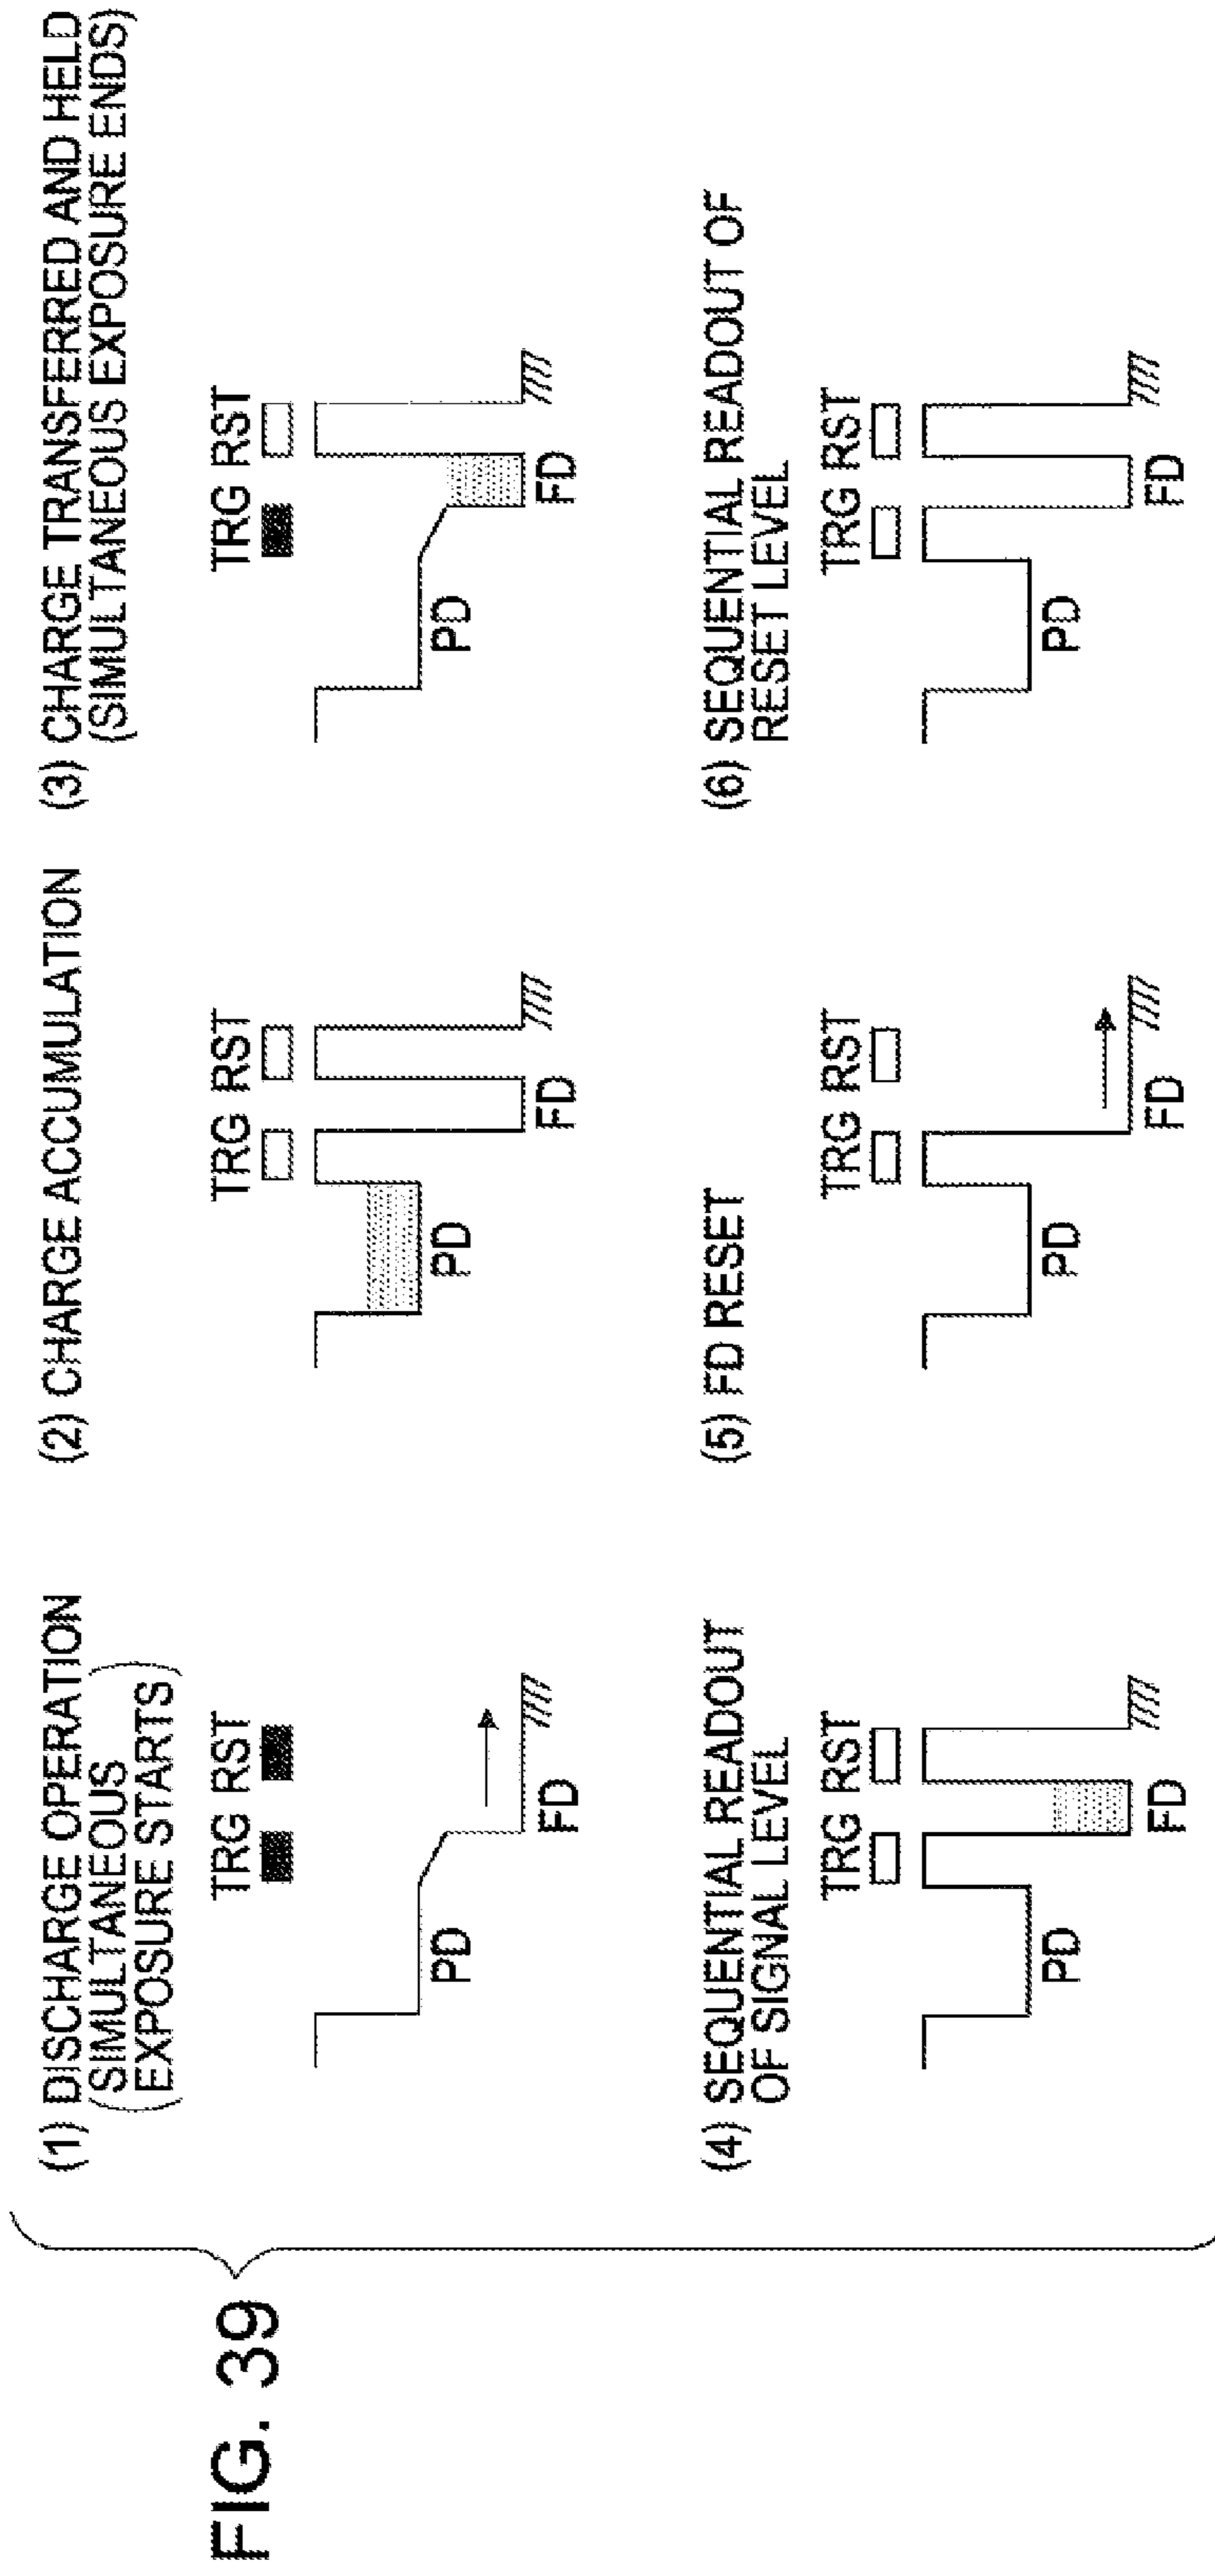 FIG. 39
(1) DISCHARGE OPERATION
(SIMULTANEOUS
EXPOSURE STARTS)
TRG RST
PD
FD
(2) CHARGE ACCUMULATION
TRG RST
PD
FD
(3) CHARGE TRANSFERRED AND HELD
(SIMULTANEOUS EXPOSURE ENDS)
TRG RST
PD
FD
(4) SEQUENTIAL READOUT
OF SIGNAL LEVEL
TRG RST
PD
FD
(5) FD RESET
TRG RST
PD
FD
(6) SEQUENTIAL READOUT OF
RESET LEVEL
TRG RST
PD
FD